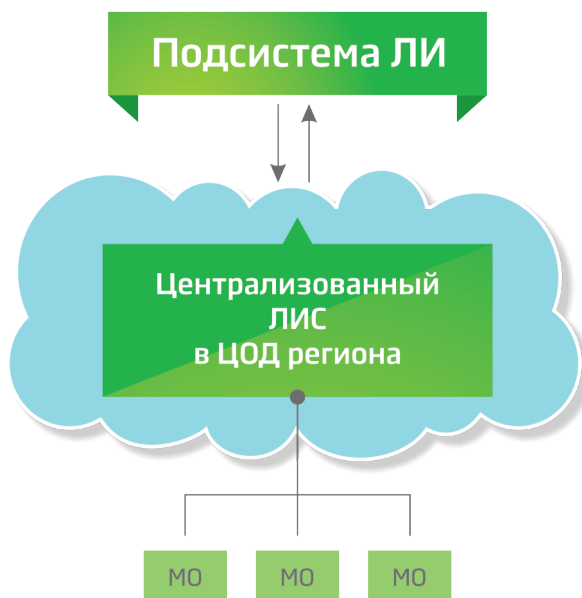 Подсистема ЛИ
Централизованный
ЛИС
в ЦОД региона
МО МО МО